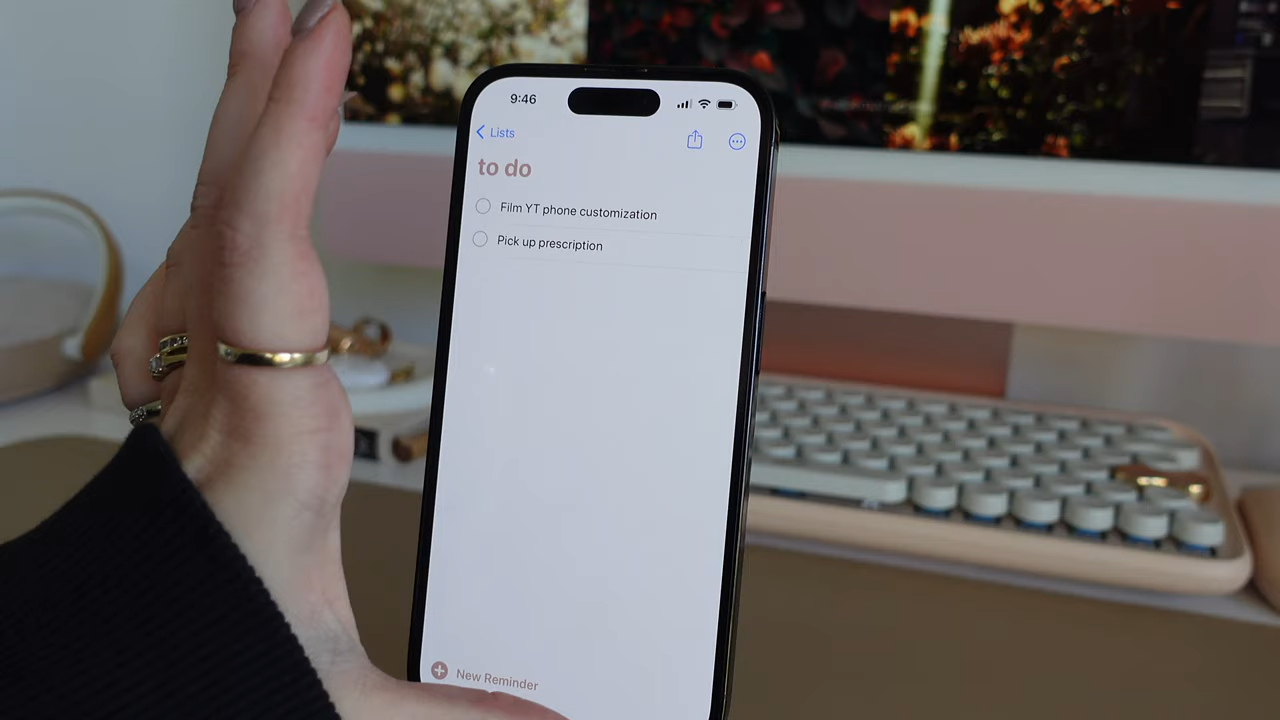 9:46
Lists
to do
Film YT phone customization
Pick up prescription
New Reminder